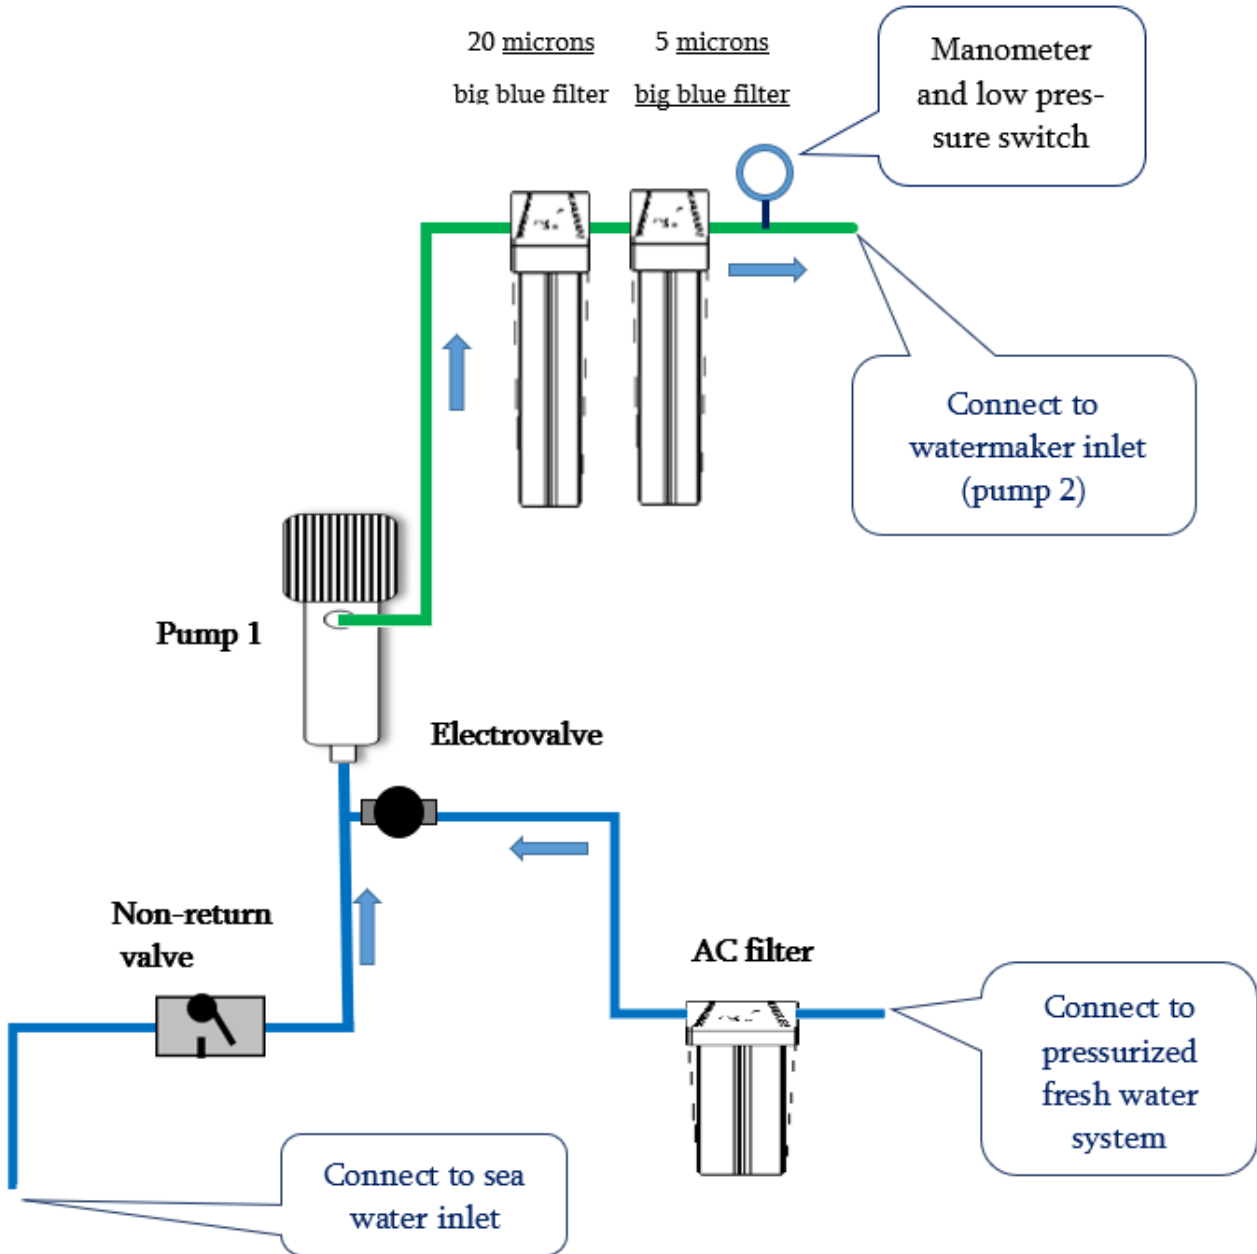 20 microns
big blue filter
5 microns
big blue filter
Manometer
and low pres-
sure switch
Connect to
watermaker inlet
(pump 2)
Pump 1
Electrovalve
Non-return
valve
AC filter
Connect to
pressurized
fresh water
system
Connect to sea
water inlet